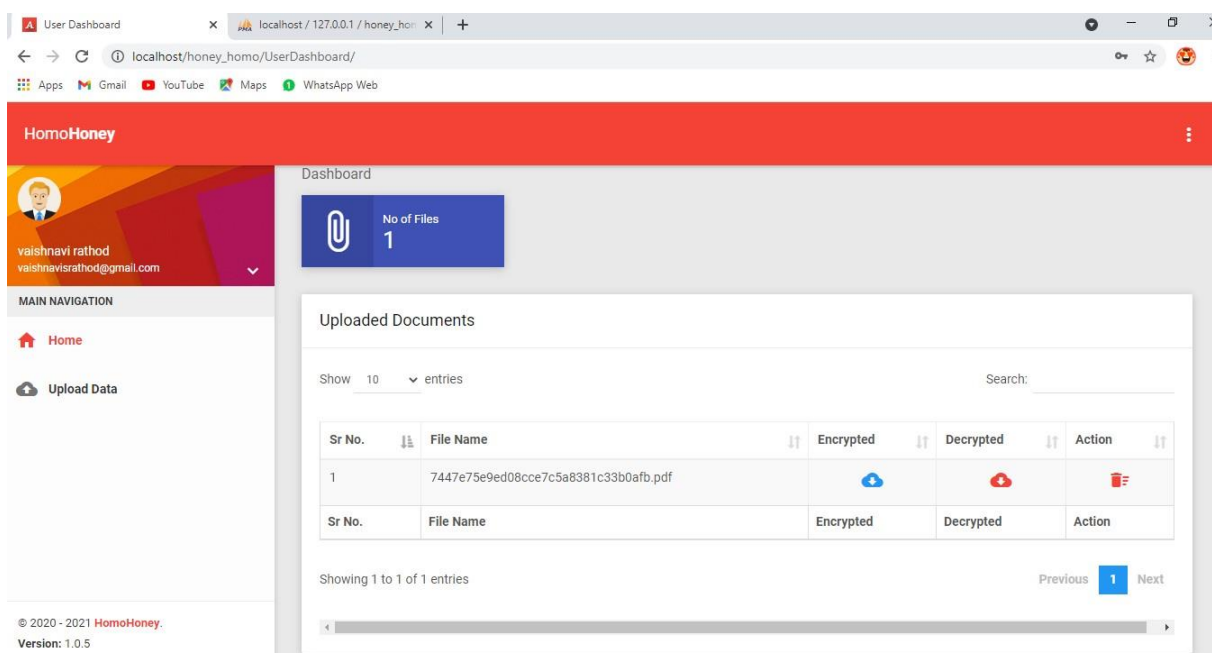 User Dashboard
localhost / 127.0.0.1 / honey_hon
localhost/honey_homo/UserDashboard/
Apps Gmail YouTube Maps WhatsApp Web
HomoHoney
vaishnavi rathod
vaishnavisrathod@gmail.com
MAIN NAVIGATION
Home
Upload Data
© 2020 - 2021 HomoHoney.
Version: 1.0.5
Dashboard
No of Files
1
Uploaded Documents
Show 10 entries Search:
Sr No. File Name Encrypted Decrypted Action
1 7447e75e9ed08cce7c5a8381c33b0afb.pdf
Sr No. File Name Encrypted Decrypted Action
Showing 1 to 1 of 1 entries Previous 1 Next